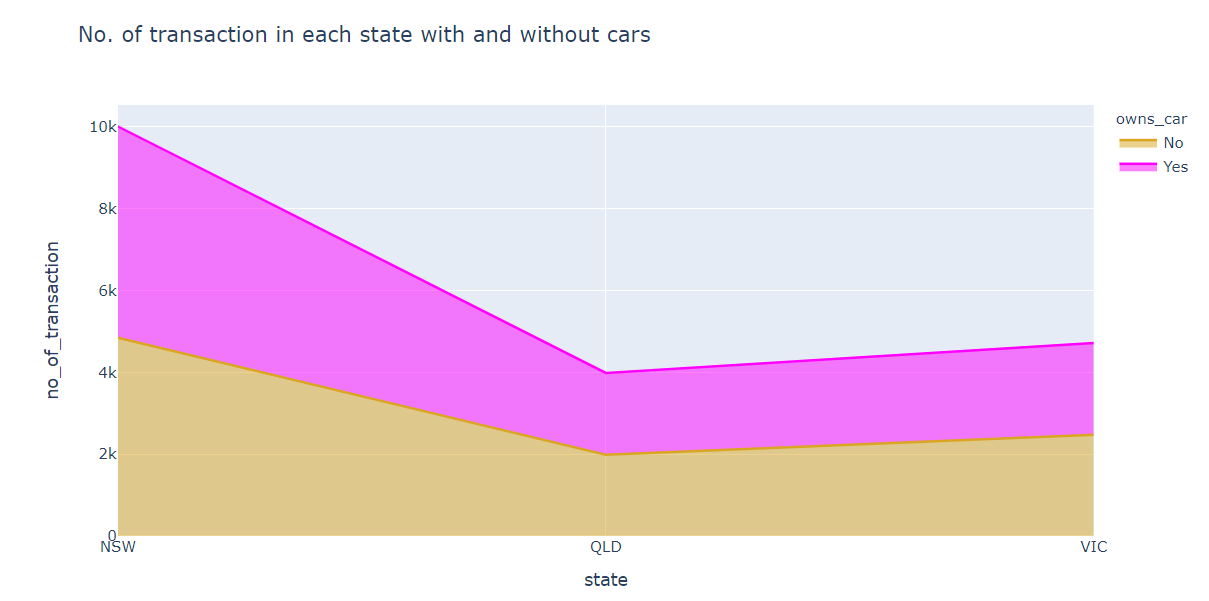 No. of transaction in each state with and without cars
owns_car
No
Yes
10k
8k
6k
4k
2k
0
no_of_transaction
NSW
QLD
VIC
state